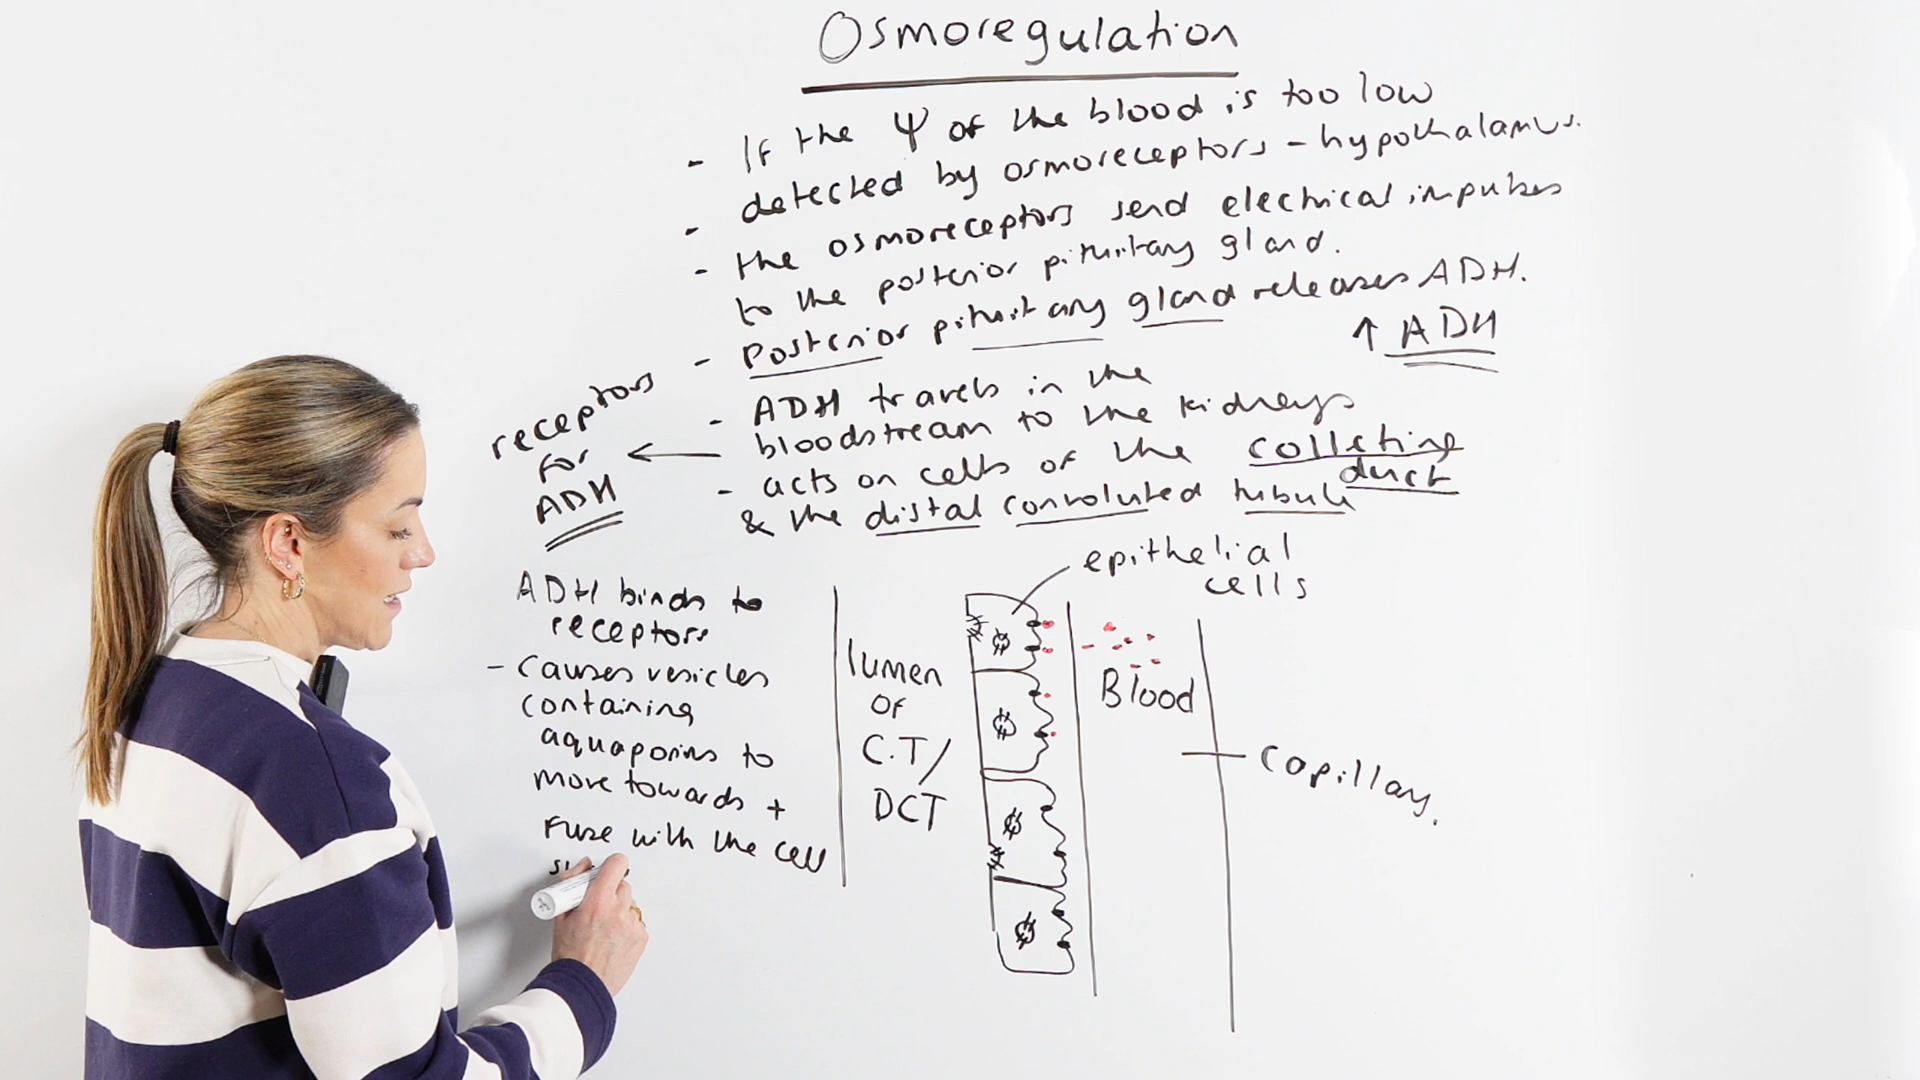 Osmoregulation
- If the Ψ of the blood is too low
- detected by osmoreceptors - hypothalamus.
- the osmoreceptors send electrical impulses
to the posterior pituitary gland.
- Posterior pituitary gland releases ADH.
↑ ADH
- ADH travels in the
bloodstream to the kidneys
- acts on cells of the collecting
duct
& the distal convoluted tubule
receptors
for
ADH
ADH binds to
receptors
- causes vesicles
containing
aquaporins to
move towards +
fuse with the cell
lumen
of
C.T/
DCT
epithelial
cells
Blood
capillary.